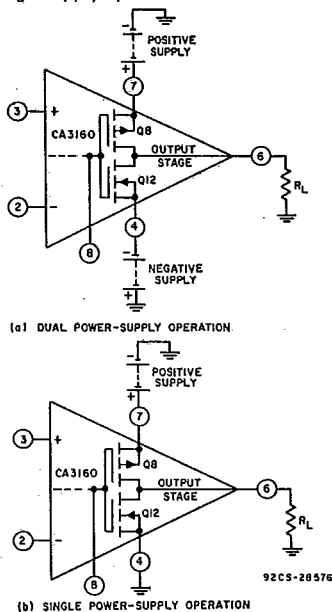 POSITIVE
SUPPLY
+
7
3
+
CA3160
Q8
OUTPUT
STAGE
6
Q12
RL
2
-
4
8
NEGATIVE
SUPPLY
+
(a) DUAL POWER-SUPPLY OPERATION
-
POSITIVE
SUPPLY
+
7
3
+
CA3160
Q8
OUTPUT
STAGE
6
Q12
RL
2
-
4
8
92CS-28576
(b) SINGLE POWER-SUPPLY OPERATION